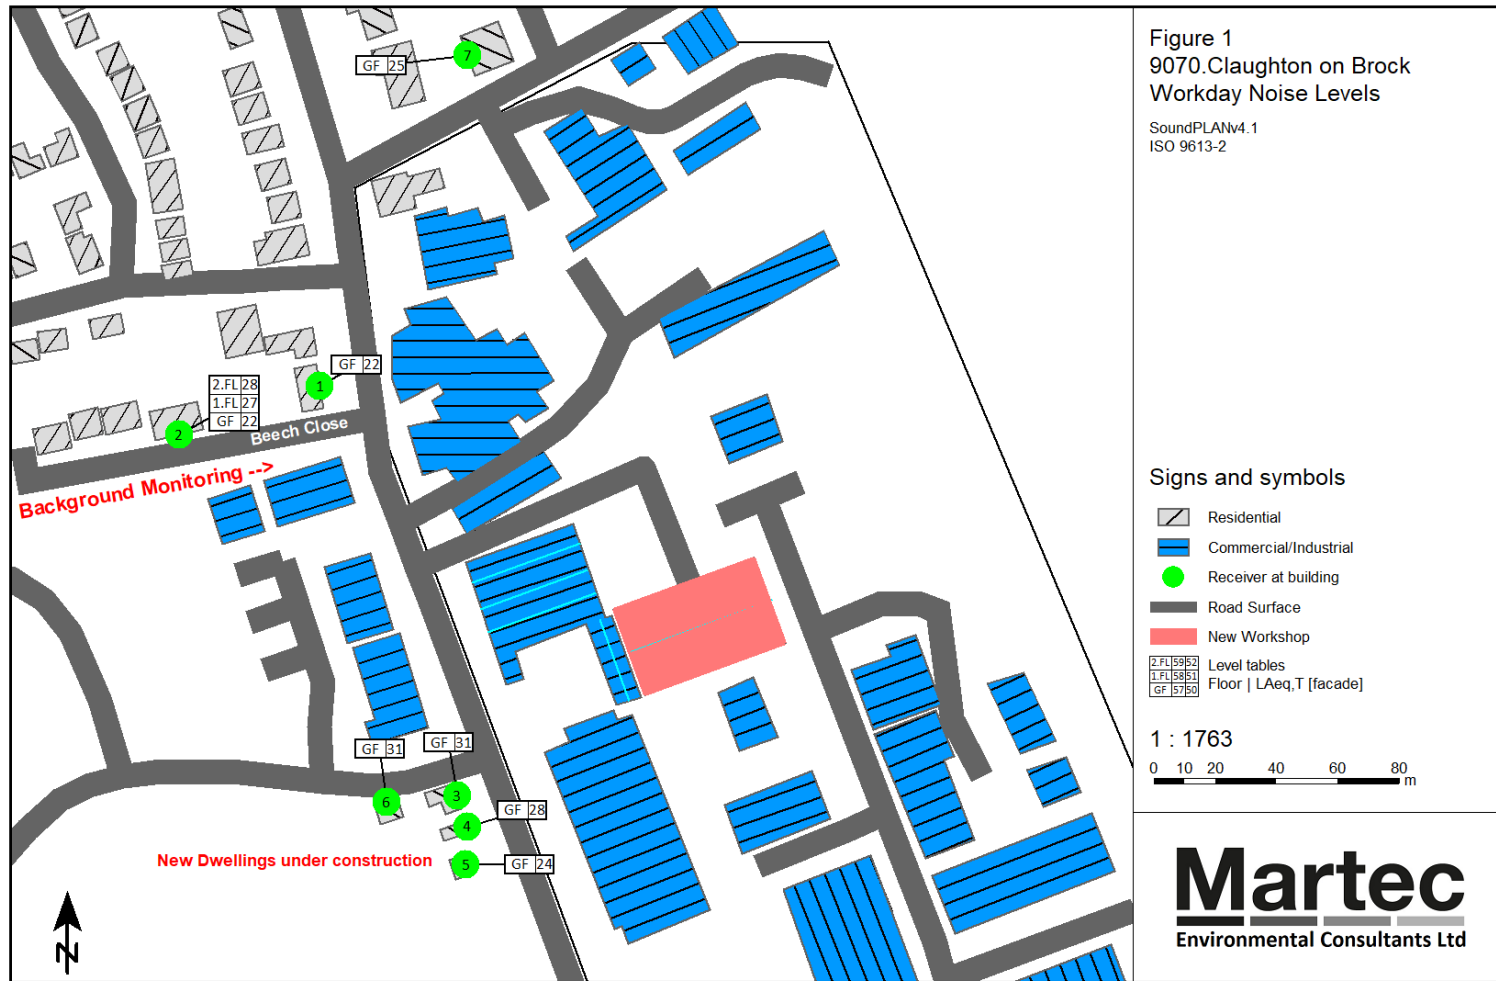 Figure 1
9070.Claughton on Brock
Workday Noise Levels
SoundPLANv4.1
ISO 9613-2
7
GF 25
GF 22
1
2.FL 28
1.FL 27
GF 22
2
Beech Close
Background Monitoring -->
GF 31
GF 31
6
3
4
GF 28
5
GF 24
New Dwellings under construction
N
Signs and symbols
Residential
Commercial/Industrial
Receiver at building
Road Surface
New Workshop
2.FL 59 52
1.FL 58 51
GF 57 50
Level tables
Floor | LAeq,T [facade]
1 : 1763
0 10 20 40 60 80 m
Martec
Environmental Consultants Ltd